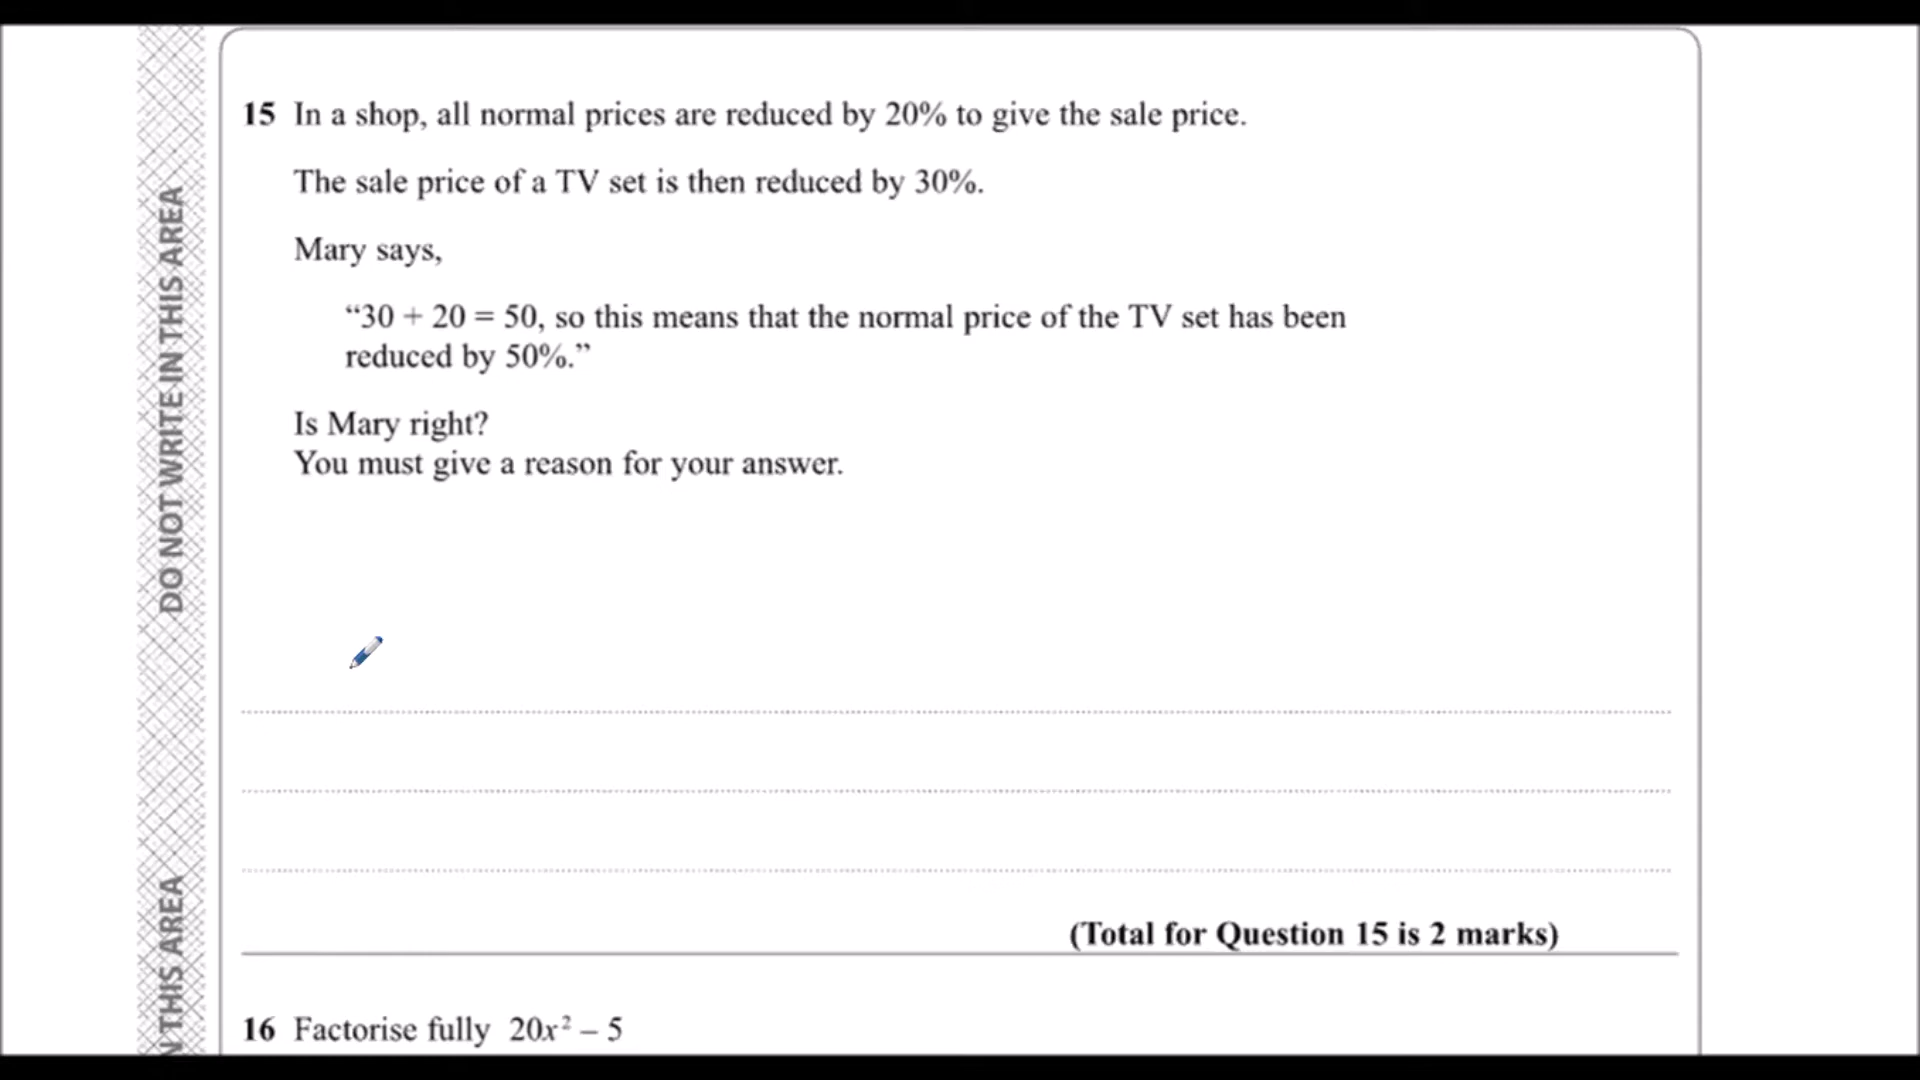 DO NOT WRITE IN THIS AREA
N THIS AREA
15 In a shop, all normal prices are reduced by 20% to give the sale price.
The sale price of a TV set is then reduced by 30%.
Mary says,
“30 + 20 = 50, so this means that the normal price of the TV set has been
reduced by 50%.”
Is Mary right?
You must give a reason for your answer.
(Total for Question 15 is 2 marks)
16 Factorise fully 20x² – 5